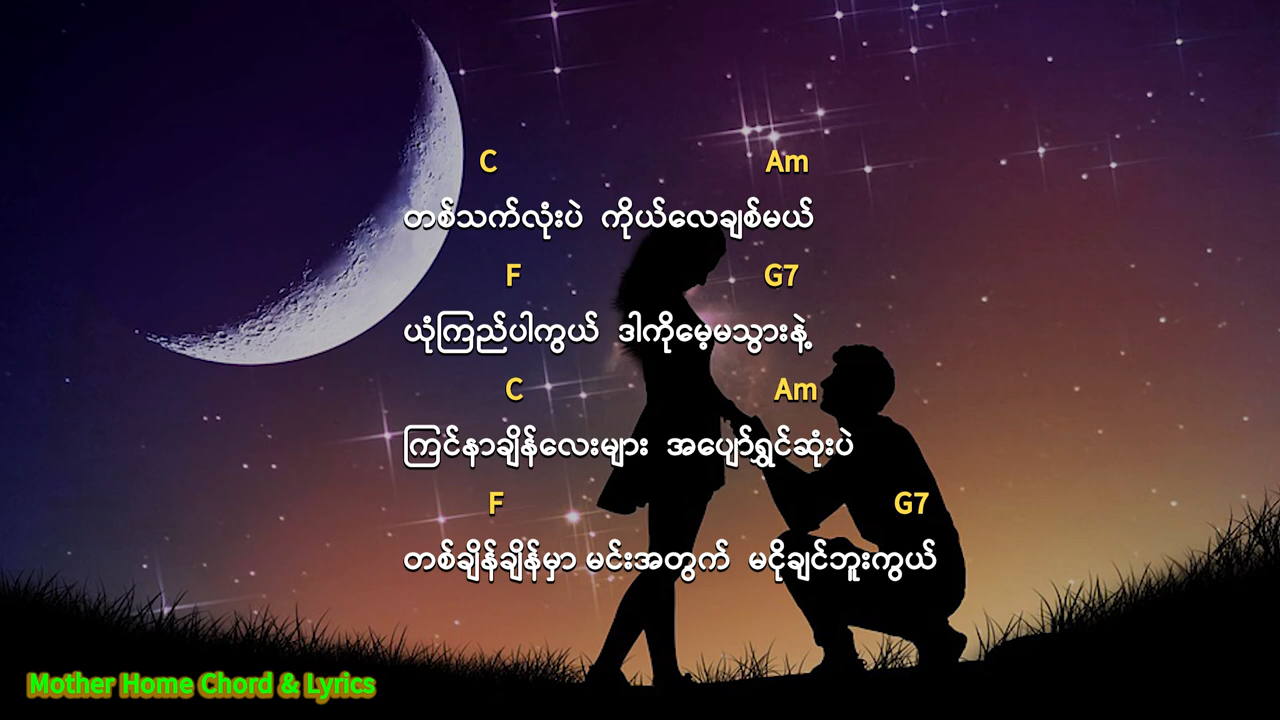 C Am
တစ်သက်လုံးပဲ ကိုယ်လေချစ်မယ်
F G7
ယုံကြည်ပါကွယ် ဒါကိုမေ့မသွားနဲ့
C Am
ကြင်နာချိန်လေးများ အပျော်ရွှင်ဆုံးပဲ
F G7
တစ်ချိန်ချိန်မှာ မင်းအတွက် မငိုချင်ဘူးကွယ်
Mother Home Chord & Lyrics